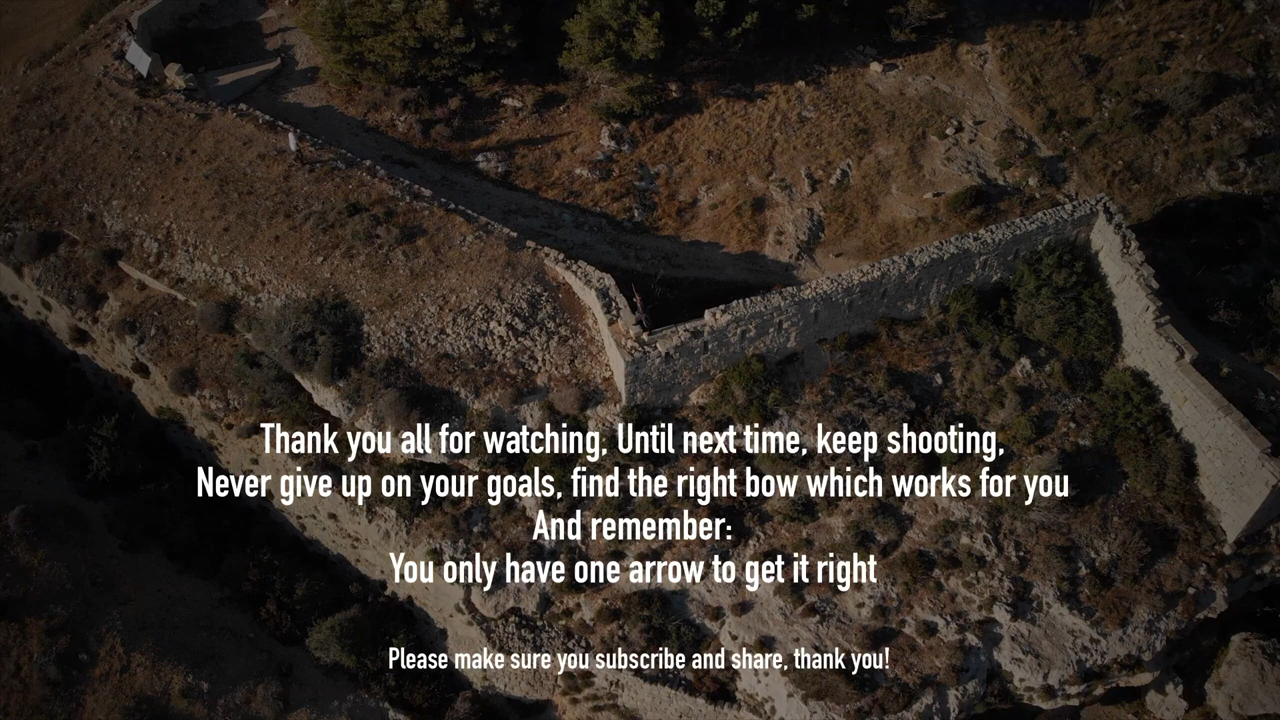 Thank you all for watching, Until next time, keep shooting,
Never give up on your goals, find the right bow which works for you
And remember:
You only have one arrow to get it right
Please make sure you subscribe and share, thank you!